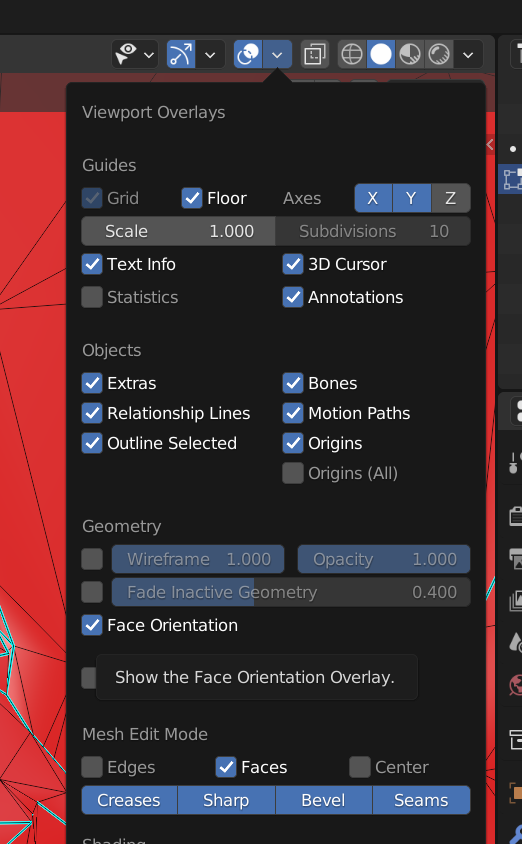 Viewport Overlays
Guides
Grid Floor Axes X Y Z
Scale 1.000 Subdivisions 10
Text Info 3D Cursor
Statistics Annotations
Objects
Extras Bones
Relationship Lines Motion Paths
Outline Selected Origins
Origins (All)
Geometry
Wireframe 1.000 Opacity 1.000
Fade Inactive Geometry 0.400
Face Orientation
Show the Face Orientation Overlay.
Mesh Edit Mode
Edges Faces Center
Creases Sharp Bevel Seams
Shading